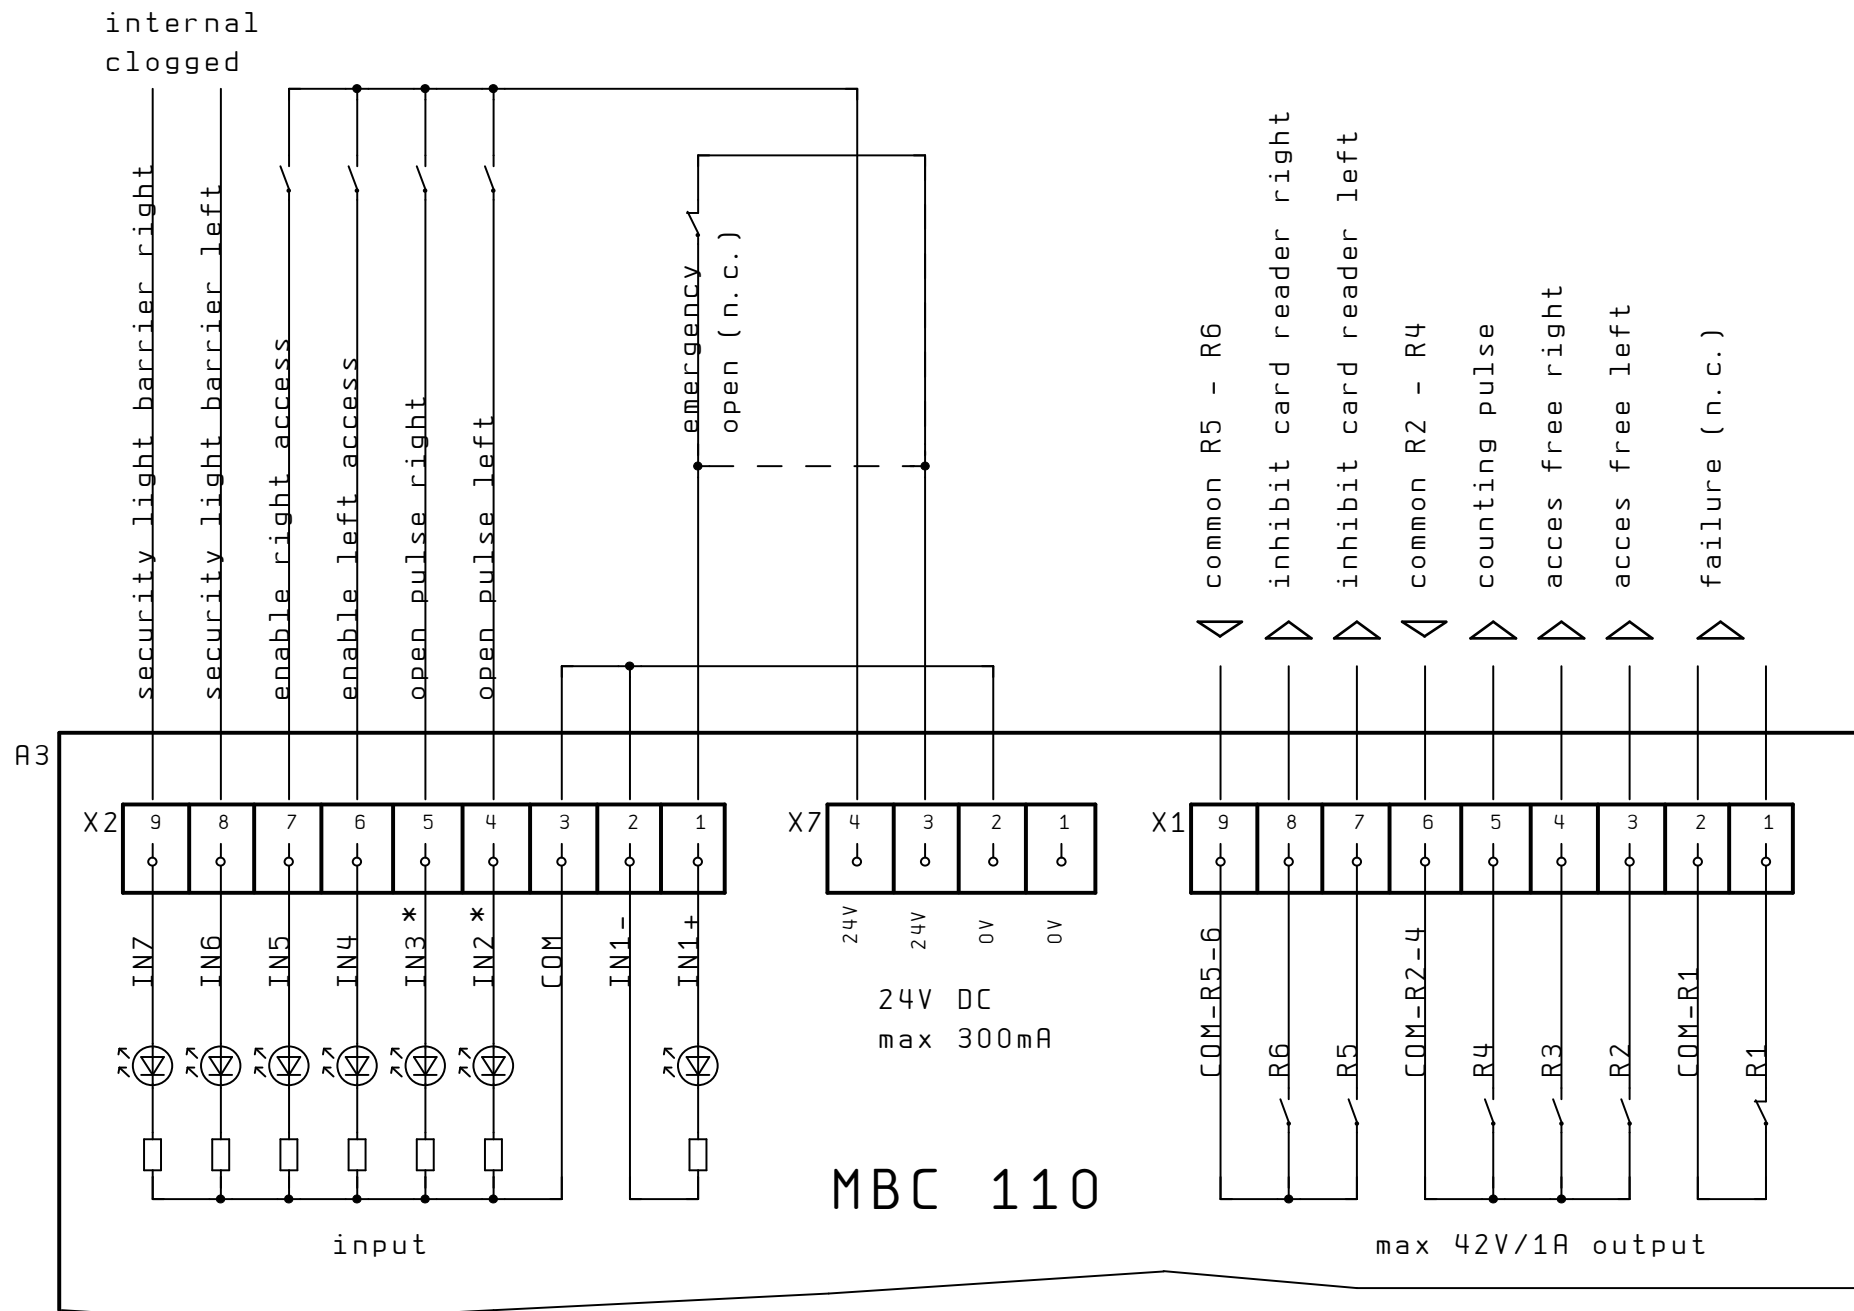 internal
clogged
security light barrier right
security light barrier left
enable right access
enable left access
open pulse right
open pulse left
emergency
open (n.c.)
common R5 - R6
inhibit card reader right
inhibit card reader left
common R2 - R4
counting pulse
acces free right
acces free left
failure (n.c.)
A3
X2 9 8 7 6 5 4 3 2 1
X7 4 3 2 1
X1 9 8 7 6 5 4 3 2 1
IN7
IN6
IN5
IN4
IN3*
IN2*
COM
IN1-
IN1+
24V
24V
0V
0V
24V DC
max 300mA
COM-R5-6
R6
R5
COM-R2-4
R4
R3
R2
COM-R1
R1
MBC 110
input
max 42V/1A output